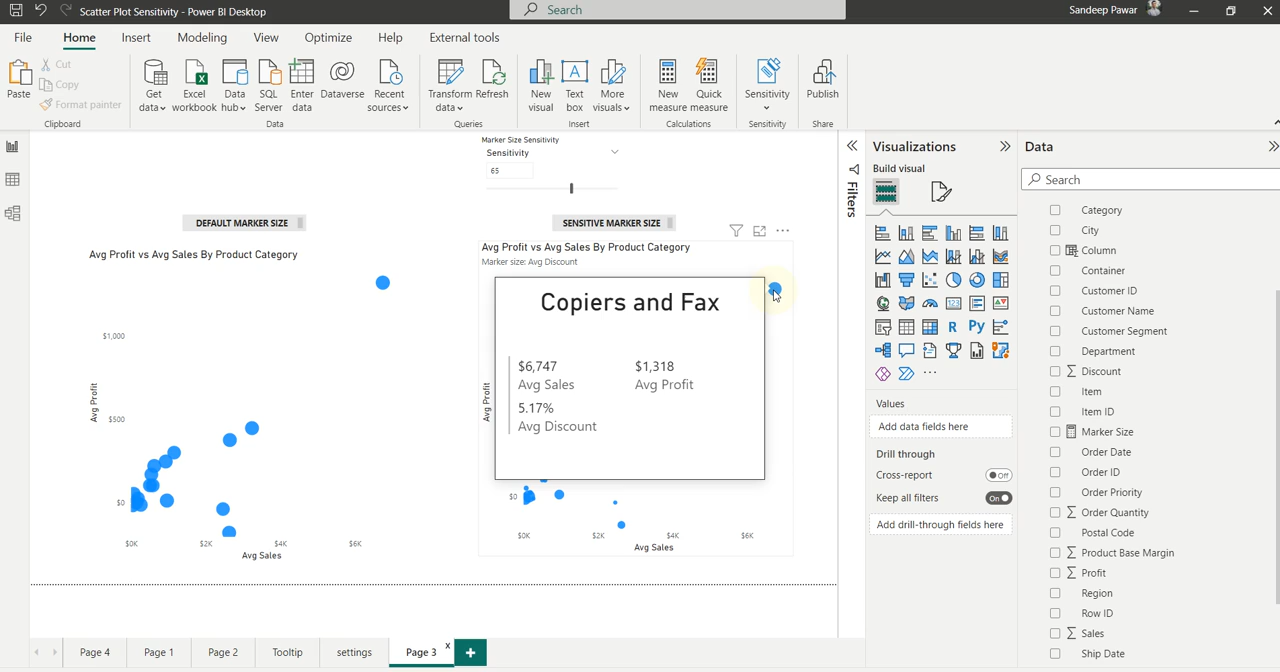 Scatter Plot Sensitivity - Power BI Desktop
Search
Sandeep Pawar
File
Home
Insert
Modeling
View
Optimize
Help
External tools
Paste
Cut
Copy
Format painter
Clipboard
Get data
Excel workbook
Data hub
SQL Server
Enter data
Dataverse
Recent sources
Data
Transform data
Refresh
Queries
New visual
Text box
More visuals
Insert
New measure
Quick measure
Calculations
Sensitivity
Sensitivity
Publish
Share
Marker Size Sensitivity
Sensitivity
65
DEFAULT MARKER SIZE
Avg Profit vs Avg Sales By Product Category
$1,000
$500
$0
Avg Profit
$0K
$2K
$4K
$6K
Avg Sales
SENSITIVE MARKER SIZE
Avg Profit vs Avg Sales By Product Category
Marker size: Avg Discount
Copiers and Fax
$6,747
Avg Sales
$1,318
Avg Profit
5.17%
Avg Discount
Avg Profit
$0
$0K
$2K
$4K
$6K
Avg Sales
Filters
Visualizations
Build visual
R
Py
123
Values
Add data fields here
Drill through
Cross-report
Off
Keep all filters
On
Add drill-through fields here
Data
Search
Category
City
Column
Container
Customer ID
Customer Name
Customer Segment
Department
Discount
Item
Item ID
Marker Size
Order Date
Order ID
Order Priority
Order Quantity
Postal Code
Product Base Margin
Profit
Region
Row ID
Sales
Ship Date
Page 4
Page 1
Page 2
Tooltip
settings
Page 3